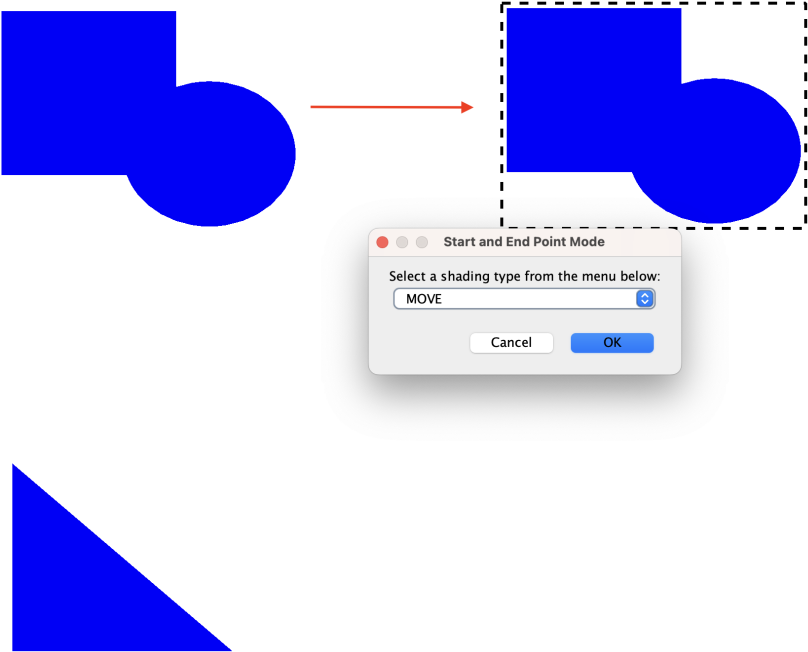 Start and End Point Mode
Select a shading type from the menu below:
MOVE
Cancel OK